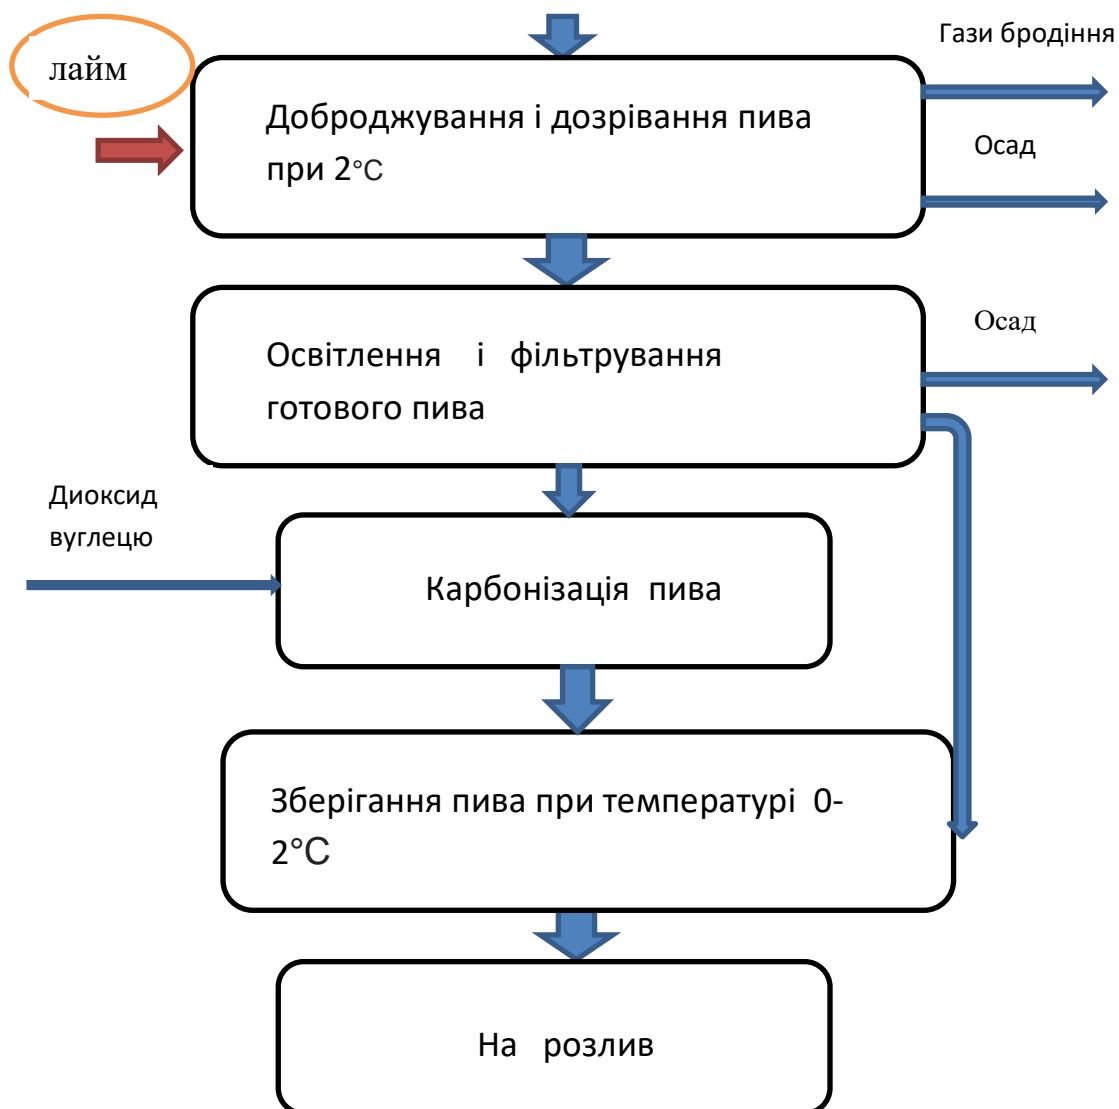 Гази бродіння
лайм
Доброджування і дозрівання пива
при 2°C
Осад
Осад
Освітлення і фільтрування
готового пива
Диоксид
вуглецю
Карбонізація пива
Зберігання пива при температурі 0-
2°C
На розлив